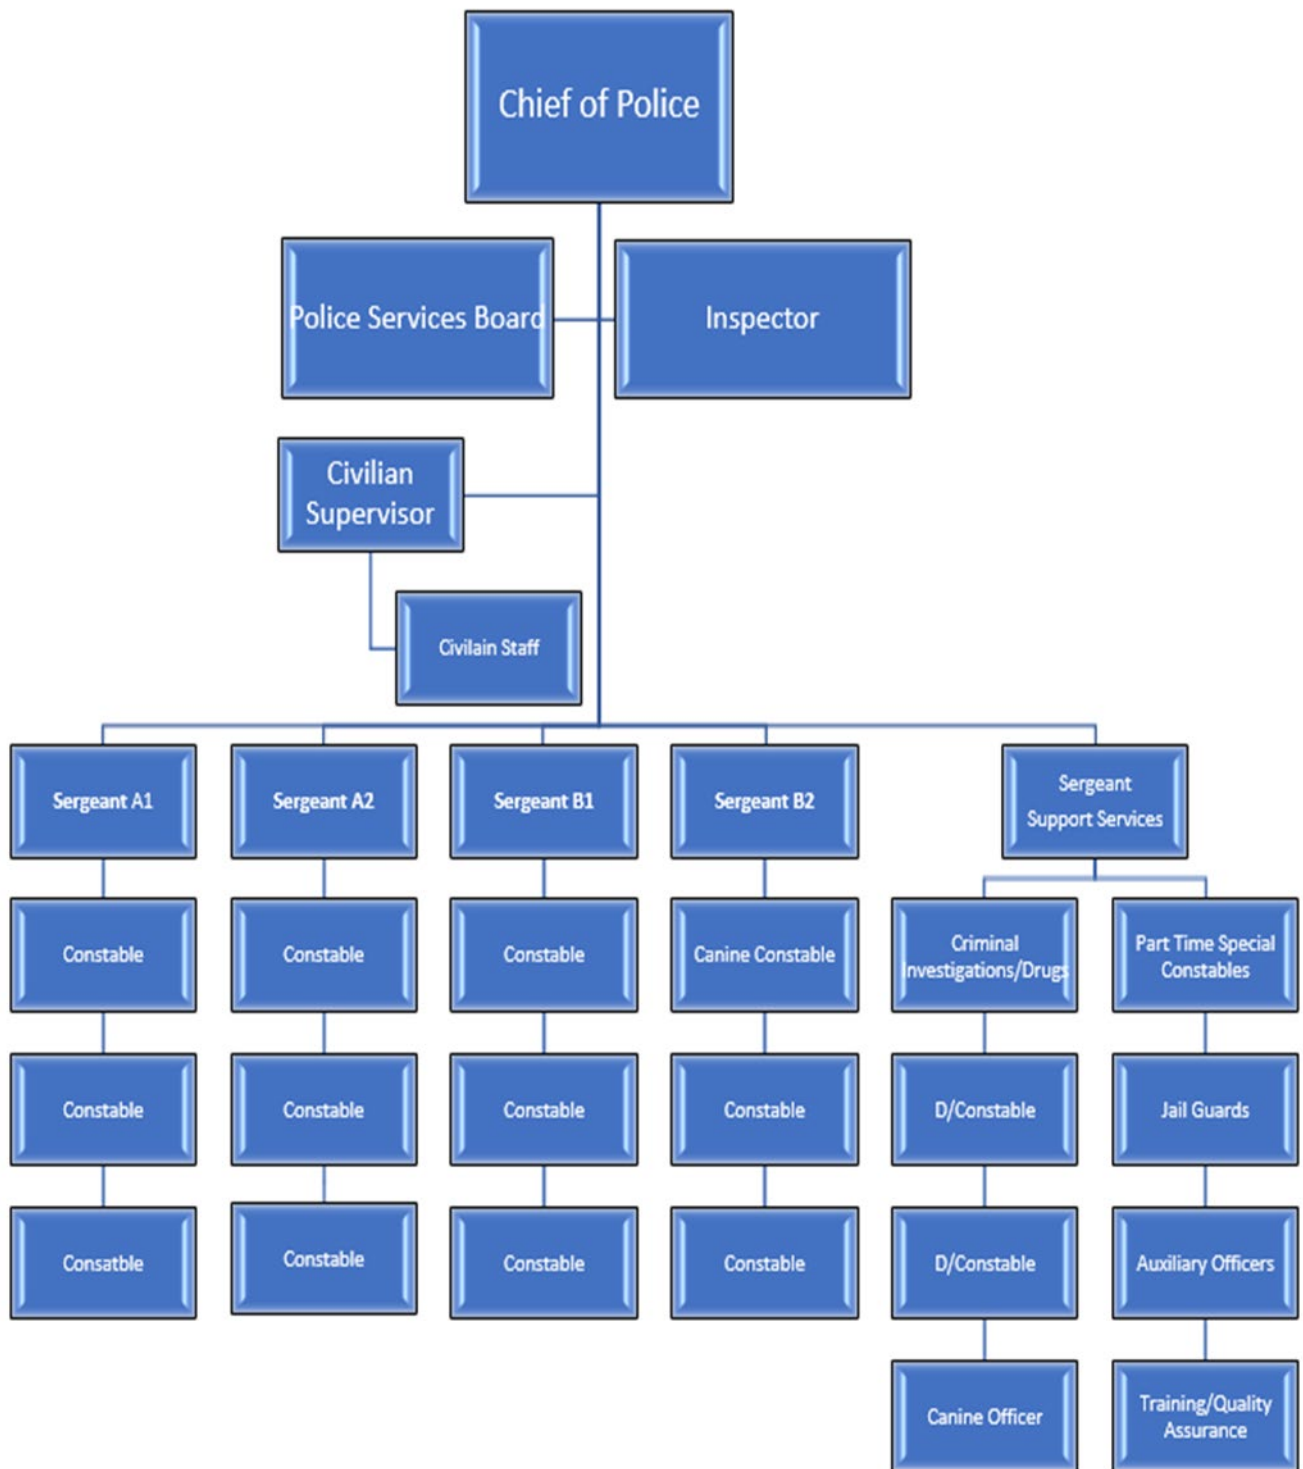 Chief of Police
Police Services Board
Inspector
Civilian
Supervisor
Civilain Staff
Sergeant A1
Sergeant A2
Sergeant B1
Sergeant B2
Sergeant
Support Services
Constable
Constable
Constable
Canine Constable
Criminal
Investigations/Drugs
Part Time Special
Constables
Constable
Constable
Constable
Constable
D/Constable
Jail Guards
Consatble
Constable
Constable
Constable
D/Constable
Auxiliary Officers
Canine Officer
Training/Quality
Assurance